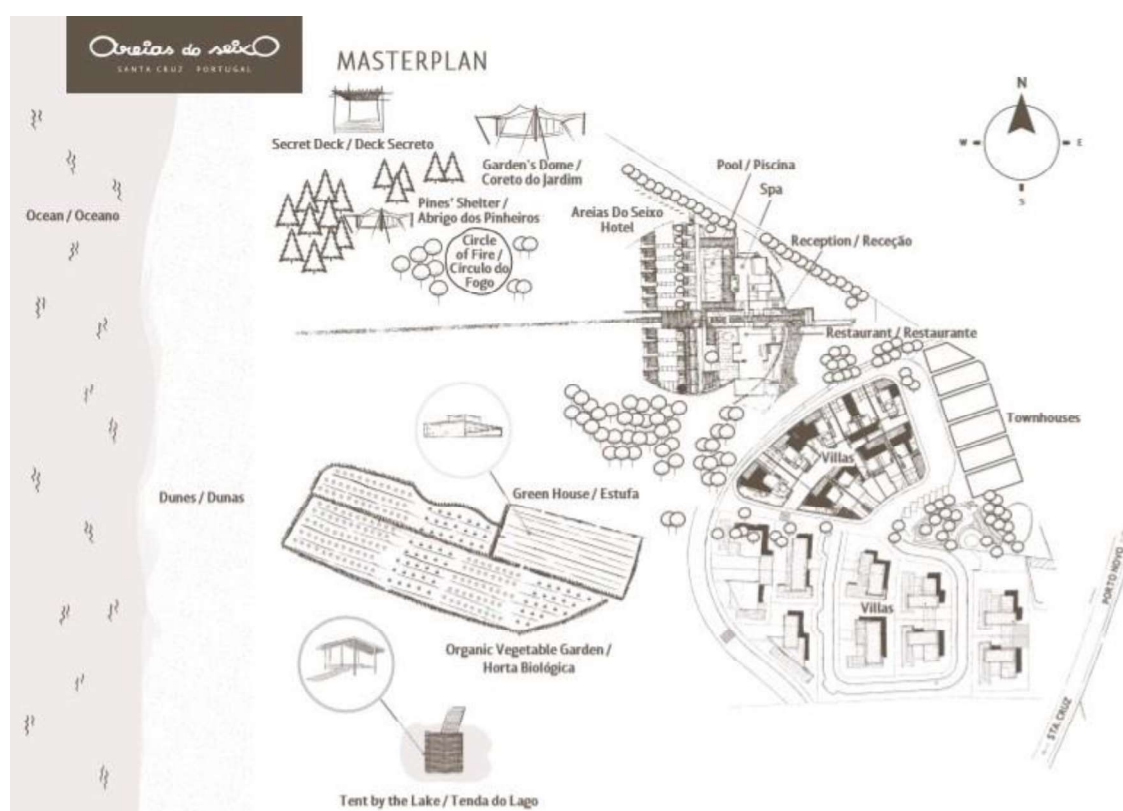 Areias do seixo
SANTA CRUZ PORTUGAL
MASTERPLAN
N
W
E
S
Secret Deck / Deck Secreto
Garden's Dome /
Coreto do Jardim
Pool / Piscina
Spa
Pines' Shelter /
Abrigo dos Pinheiros
Areias Do Seixo
Hotel
Ocean / Oceano
Circle
of Fire /
Círculo do
Fogo
Reception / Receção
Restaurant / Restaurante
Townhouses
Villas
Dunes / Dunas
Green House / Estufa
Villas
PORTO NOVO
Organic Vegetable Garden /
Horta Biológica
STA. CRUZ
Tent by the Lake / Tenda do Lago